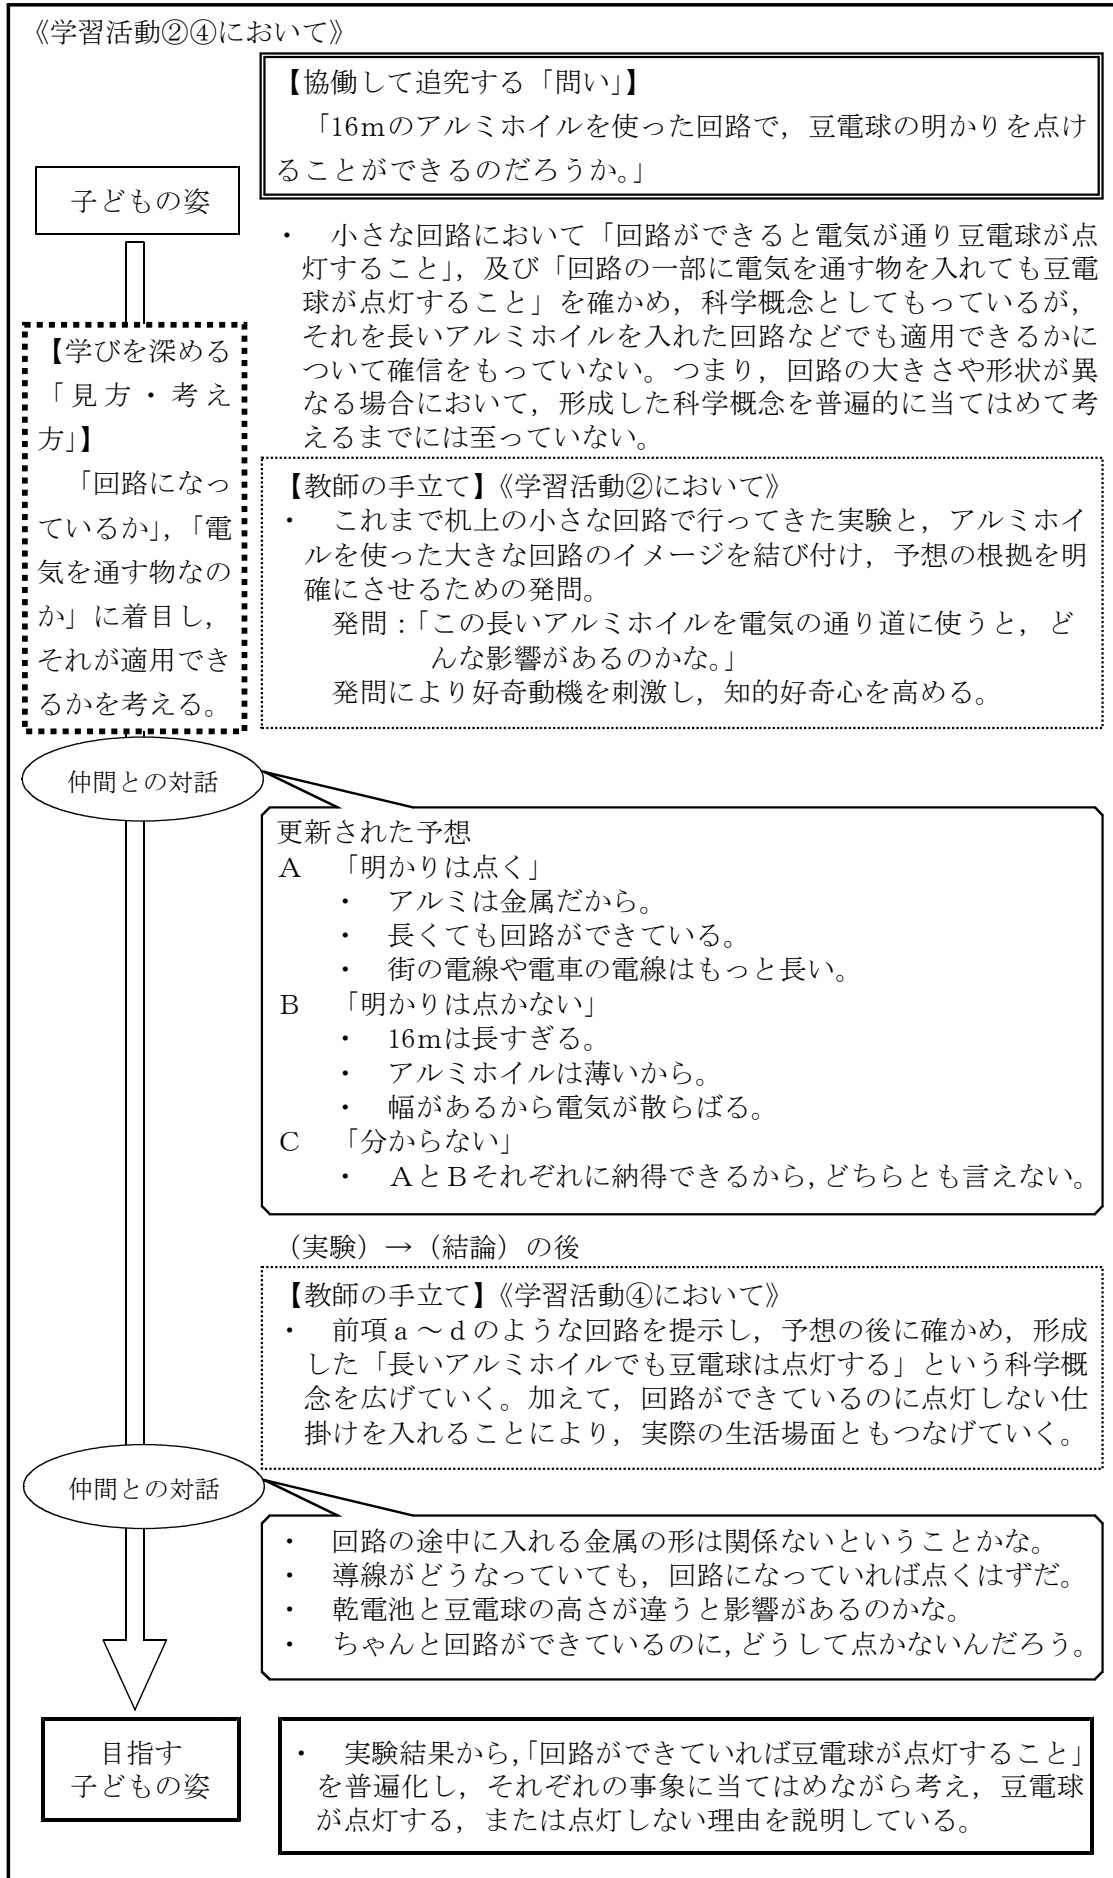 《学習活動②④において》
【協働して追究する「問い」】
「16mのアルミホイルを使った回路で，豆電球の明かりを点け
ることができるのだろうか。」
子どもの姿
・　小さな回路において「回路ができると電気が通り豆電球が点
灯すること」，及び「回路の一部に電気を通す物を入れても豆電
球が点灯すること」を確かめ，科学概念としてもっているが，
それを長いアルミホイルを入れた回路などでも適用できるかに
ついて確信をもっていない。つまり，回路の大きさや形状が異
なる場合において，形成した科学概念を普遍的に当てはめて考
えるまでには至っていない。
【学びを深める
「見方・考え
方」】
「回路になっ
ているか」，「電
気を通す物なの
か」に着目し，
それが適用でき
るかを考える。
【教師の手立て】《学習活動②において》
・　これまで机上の小さな回路で行ってきた実験と，アルミホイ
ルを使った大きな回路のイメージを結び付け，予想の根拠を明
確にさせるための発問。
発問：「この長いアルミホイルを電気の通り道に使うと，ど
んな影響があるのかな。」
発問により好奇動機を刺激し，知的好奇心を高める。
仲間との対話
更新された予想
Ａ　「明かりは点く」
・　アルミは金属だから。
・　長くても回路ができている。
・　街の電線や電車の電線はもっと長い。
Ｂ　「明かりは点かない」
・　16mは長すぎる。
・　アルミホイルは薄いから。
・　幅があるから電気が散らばる。
Ｃ　「分からない」
・　ＡとＢそれぞれに納得できるから，どちらとも言えない。
（実験）→（結論）の後
【教師の手立て】《学習活動④において》
・　前項ａ～ｄのような回路を提示し，予想の後に確かめ，形成
した「長いアルミホイルでも豆電球は点灯する」という科学概
念を広げていく。加えて，回路ができているのに点灯しない仕
掛けを入れることにより，実際の生活場面ともつなげていく。
仲間との対話
・　回路の途中に入れる金属の形は関係ないということかな。
・　導線がどうなっていても，回路になっていれば点くはずだ。
・　乾電池と豆電球の高さが違うと影響があるのかな。
・　ちゃんと回路ができているのに，どうして点かないんだろう。
目指す
子どもの姿
・　実験結果から，「回路ができていれば豆電球が点灯すること」
を普遍化し，それぞれの事象に当てはめながら考え，豆電球
が点灯する，または点灯しない理由を説明している。